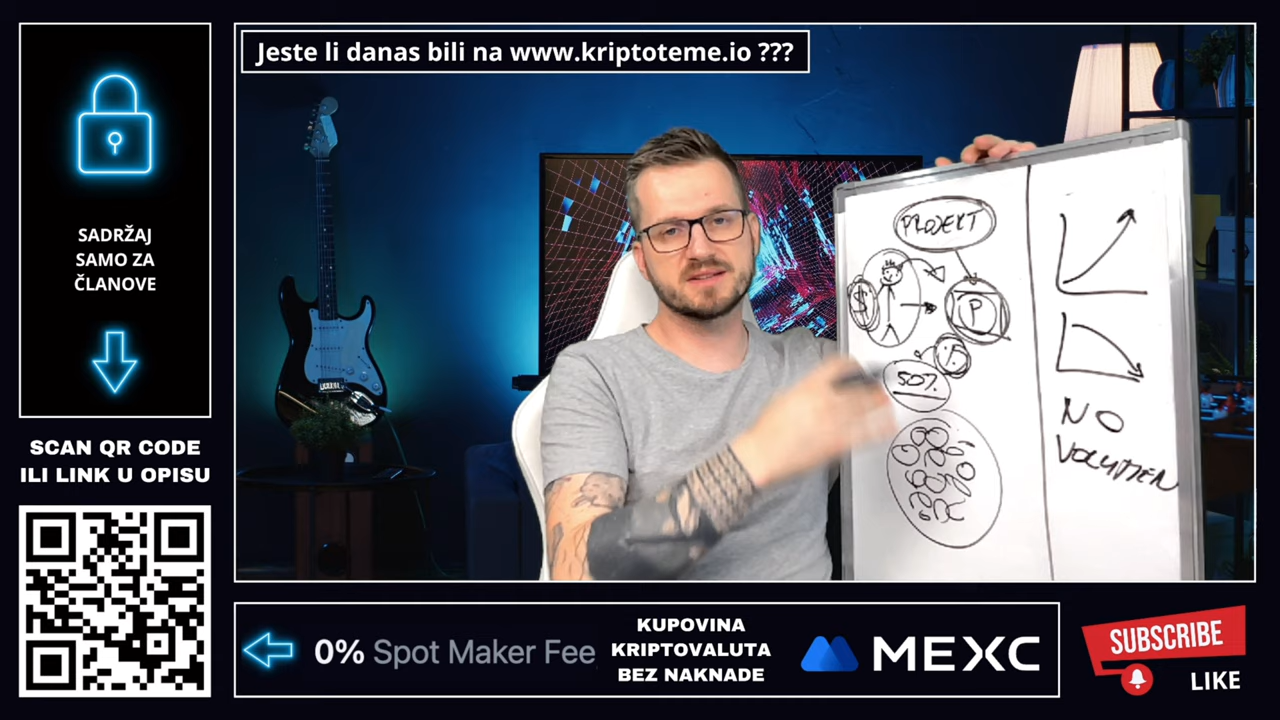 Jeste li danas bili na www.kriptoteme.io ???
SADRŽAJ
SAMO ZA
ČLANOVE
SCAN QR CODE
ILI LINK U OPISU
PROJEKT
$
P
%
50%
NO
VOLUMEN
0% Spot Maker Fee
KUPOVINA
KRIPTOVALUTA
BEZ NAKNADE
MEXC
SUBSCRIBE
LIKE